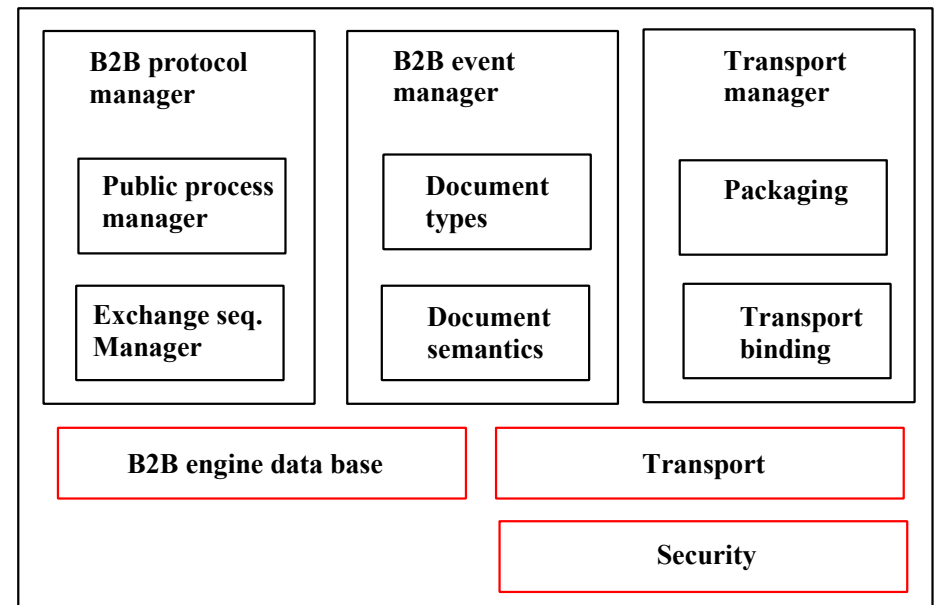 B2B protocol
manager
B2B event
manager
Transport
manager
Public process
manager
Document
types
Packaging
Exchange seq.
Manager
Document
semantics
Transport
binding
B2B engine data base
Transport
Security